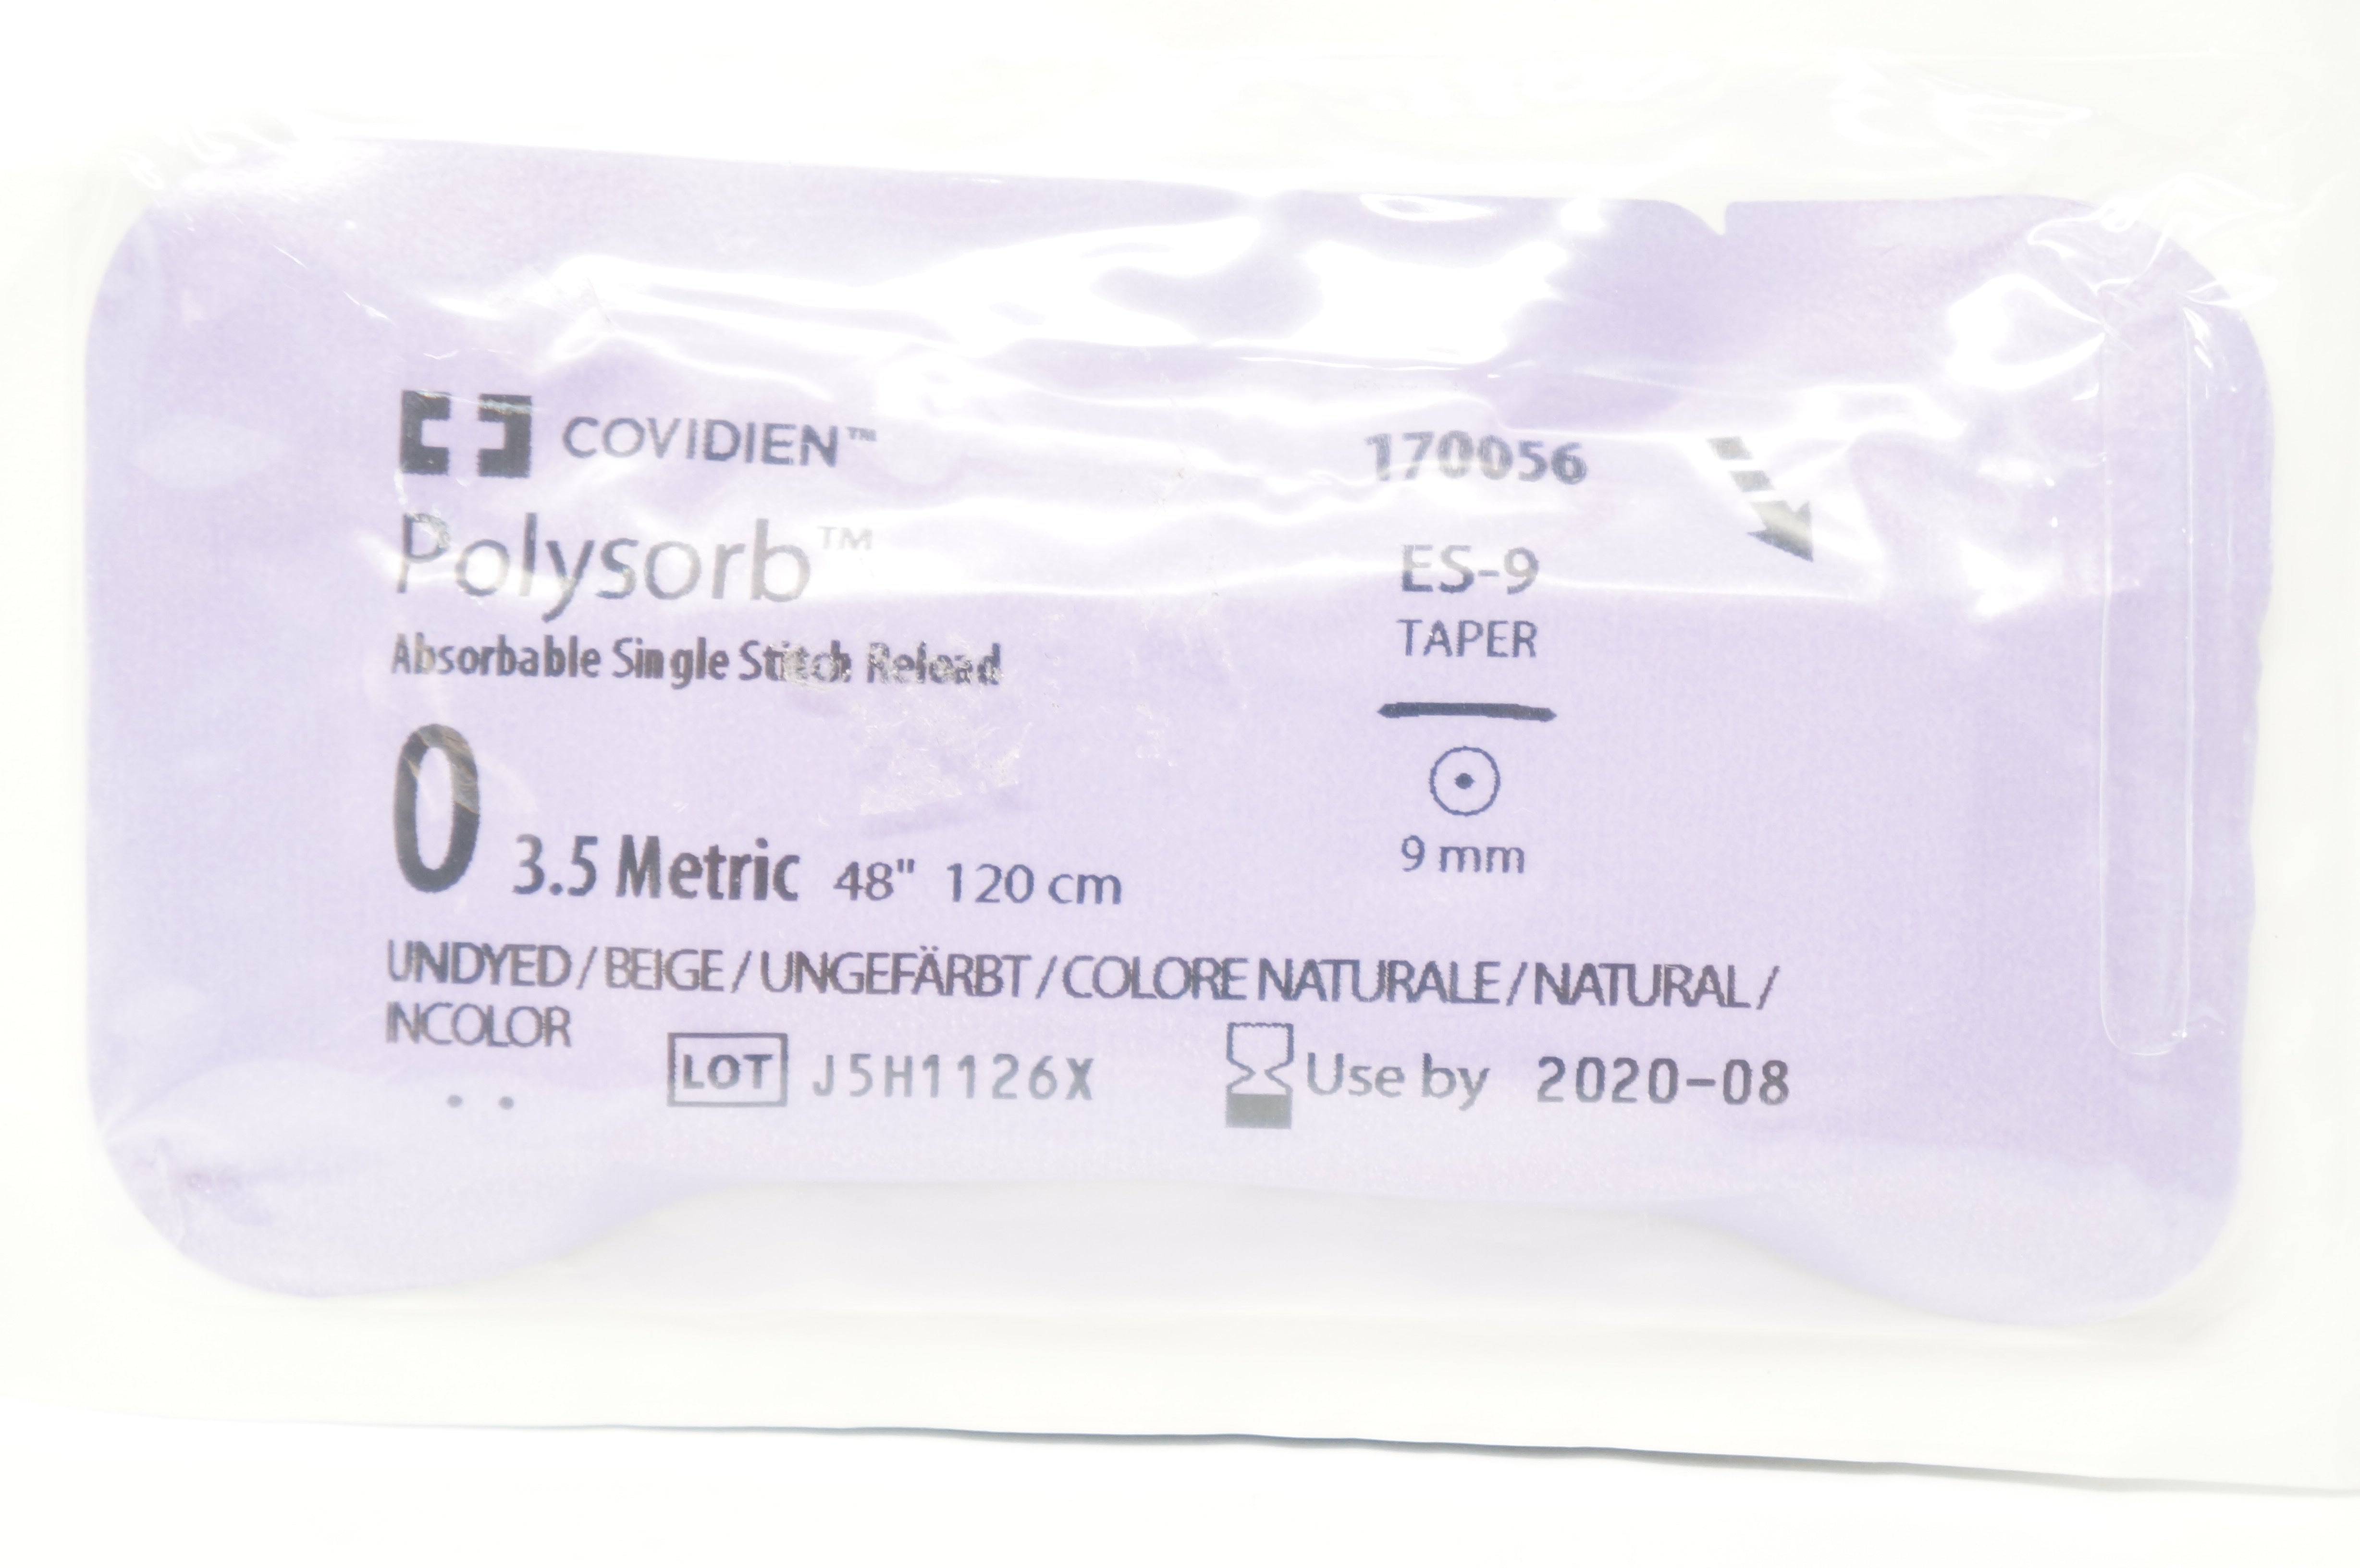 COVIDIEN™
Polysorb™
Absorbable Single Stitch Reload
0 3.5 Metric 48" 120 cm
170056
ES-9
TAPER
9 mm
UNDYED / BEIGE / UNGEFÄRBT / COLORE NATURALE / NATURAL /
INCOLOR
LOT J5H1126X
Use by 2020-08